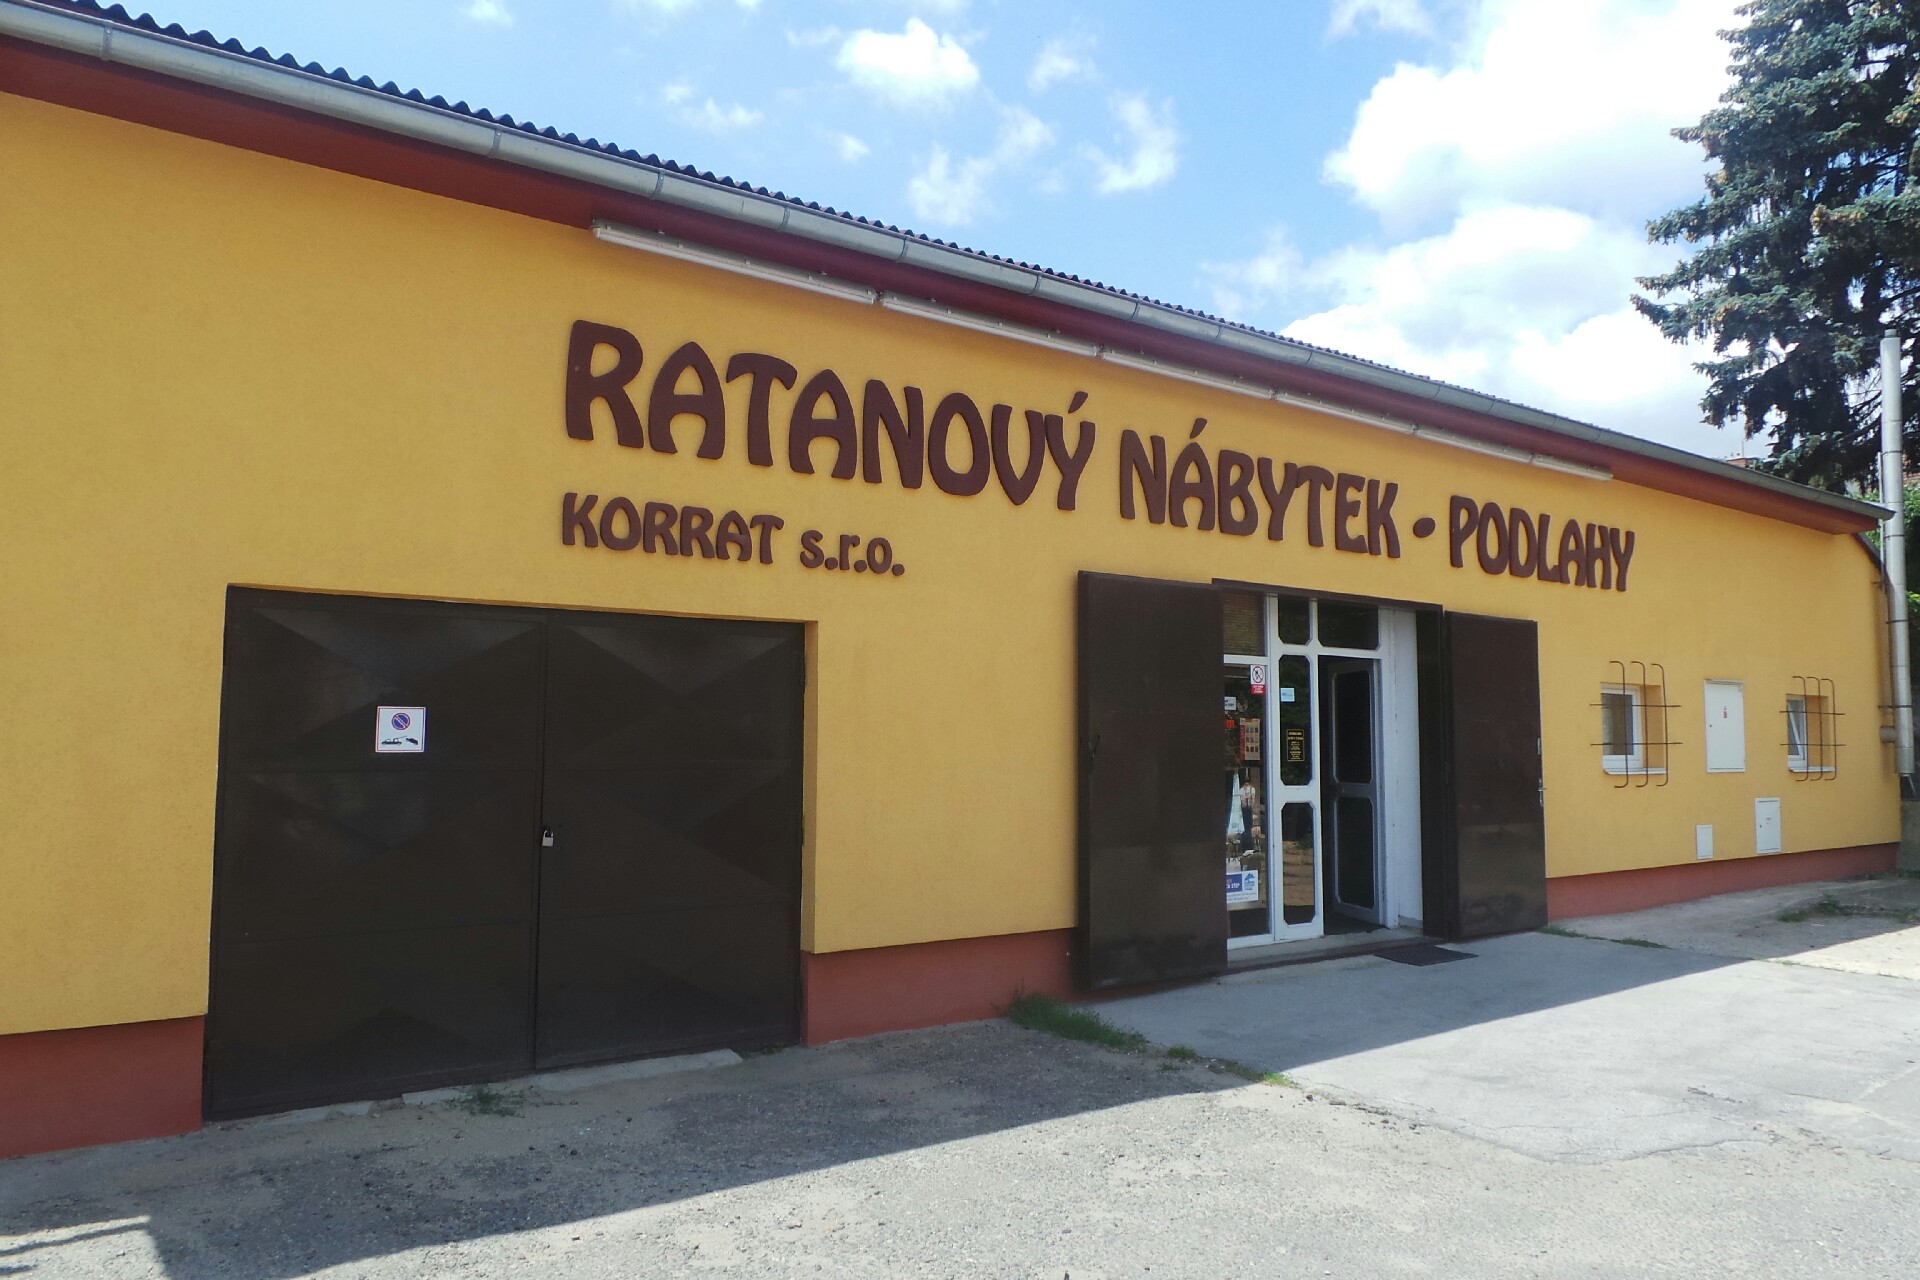 RATANOVÝ NÁBYTEK • PODLAHY
KORRAT s.r.o.